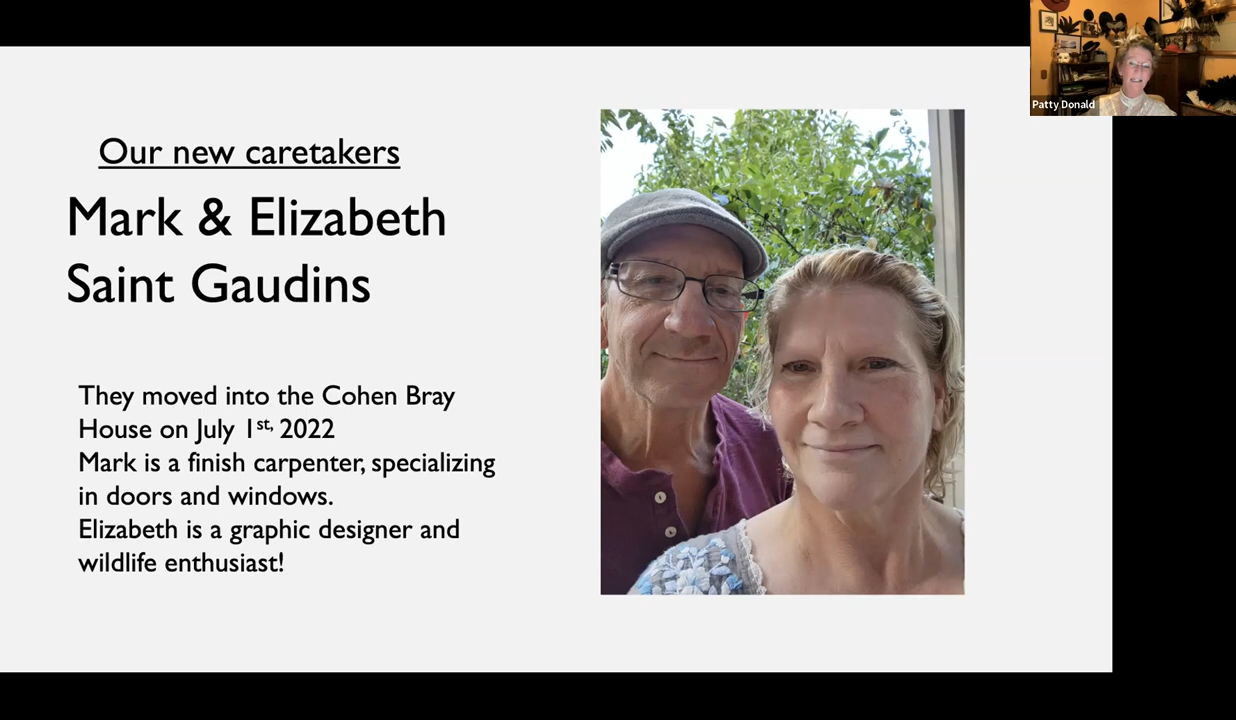 Patty Donald
Our new caretakers
Mark & Elizabeth
Saint Gaudins
They moved into the Cohen Bray
House on July 1st, 2022
Mark is a finish carpenter, specializing
in doors and windows.
Elizabeth is a graphic designer and
wildlife enthusiast!